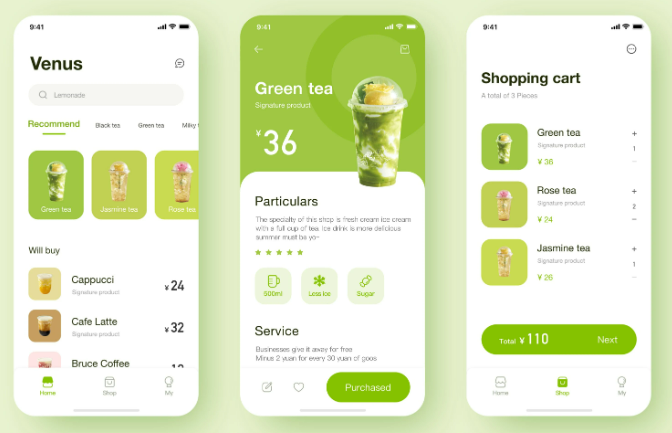 9:41
Venus
Lemonade
Recommend
Black tea
Green tea
Milky
Green tea
Jasmine tea
Rose tea
Will buy
Cappucci
Signature product
¥ 24
Cafe Latte
Signature product
¥ 32
Bruce Coffee
Home
Shop
My
9:41
Green tea
Signature product
¥ 36
Particulars
The specialty of this shop is fresh cream ice cream
with a full cup of tea. Ice drink is more delicious
summer must be yo~
300ml
Less ice
Sugar
Service
Businesses give it away for free
Minus 2 yuan for every 30 yuan of goos
Purchased
9:41
Shopping cart
A total of 3 Pieces
Green tea
Signature product
¥ 36
+
1
−
Rose tea
Signature product
¥ 24
+
2
−
Jasmine tea
Signature product
¥ 26
+
1
−
Total ¥ 110
Next
Home
Shop
My